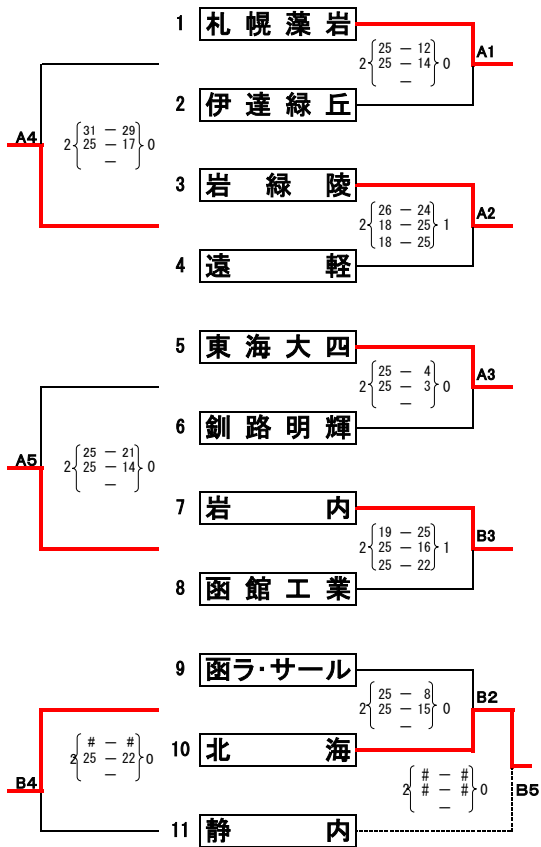 1 札幌藻岩
A1
2 { 25 － 12 } 0
25 － 14
－
2 伊達緑丘
A4
2 { 31 － 29 } 0
25 － 17
－
3 岩緑陵
A2
2 { 26 － 24 } 1
18 － 25
18 － 25
4 遠軽
5 東海大四
A3
2 { 25 － 4 } 0
25 － 3
－
6 釧路明輝
A5
2 { 25 － 21 } 0
25 － 14
－
7 岩内
B3
2 { 19 － 25 } 1
25 － 16
25 － 22
8 函館工業
9 函ラ・サール
B2
2 { 25 － 8 } 0
25 － 15
－
10 北海
B4
2 { # － # } 0
25 － 22
－
B5
2 { # － # } 0
# － #
－
11 静内